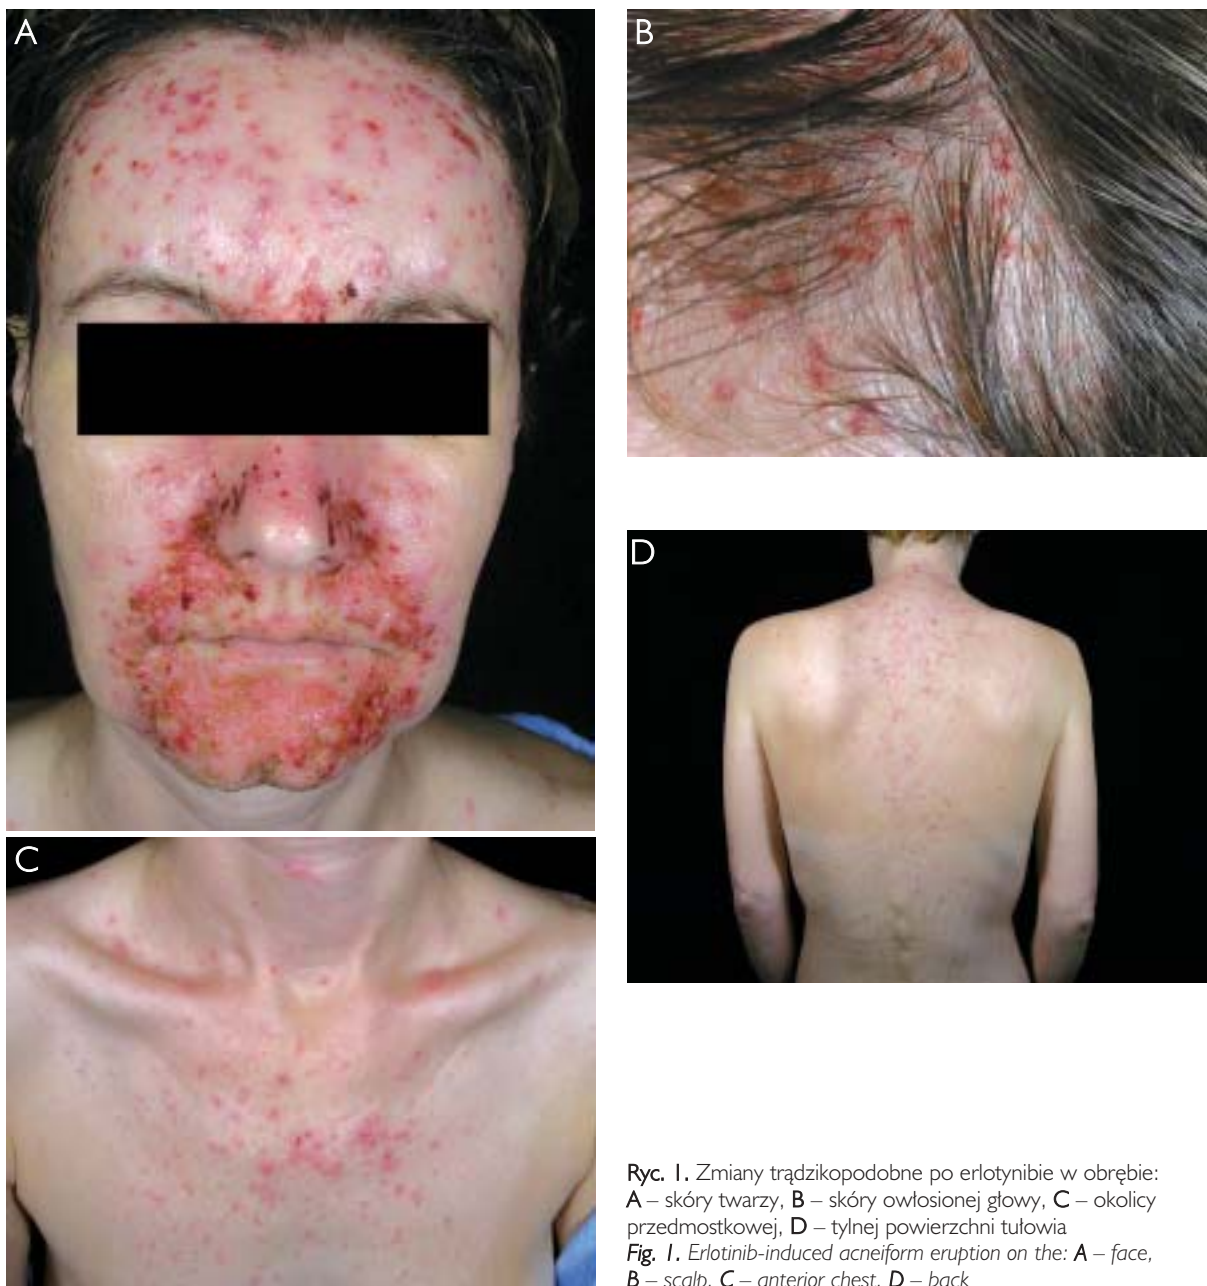 A
B
C
D
Ryc. 1. Zmiany trądzikopodobne po erlotynibie w obrębie:
A – skóry twarzy, B – skóry owłosionej głowy, C – okolicy
przedmostkowej, D – tylnej powierzchni tułowia
Fig. 1. Erlotinib-induced acneiform eruption on the: A – face,
B – scalp, C – anterior chest, D – back